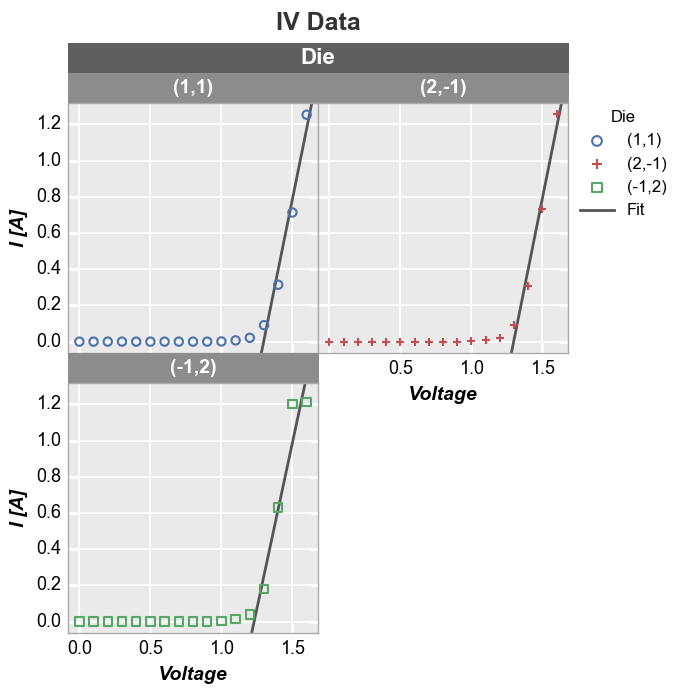 IV Data
Die
(1,1) (2,-1)
1.2
1.0
0.8
0.6
0.4
0.2
0.0
I [A]
0.5 1.0 1.5
Voltage
Die
(1,1)
(2,-1)
(-1,2)
Fit
(-1,2)
1.2
1.0
0.8
0.6
0.4
0.2
0.0
I [A]
0.0 0.5 1.0 1.5
Voltage